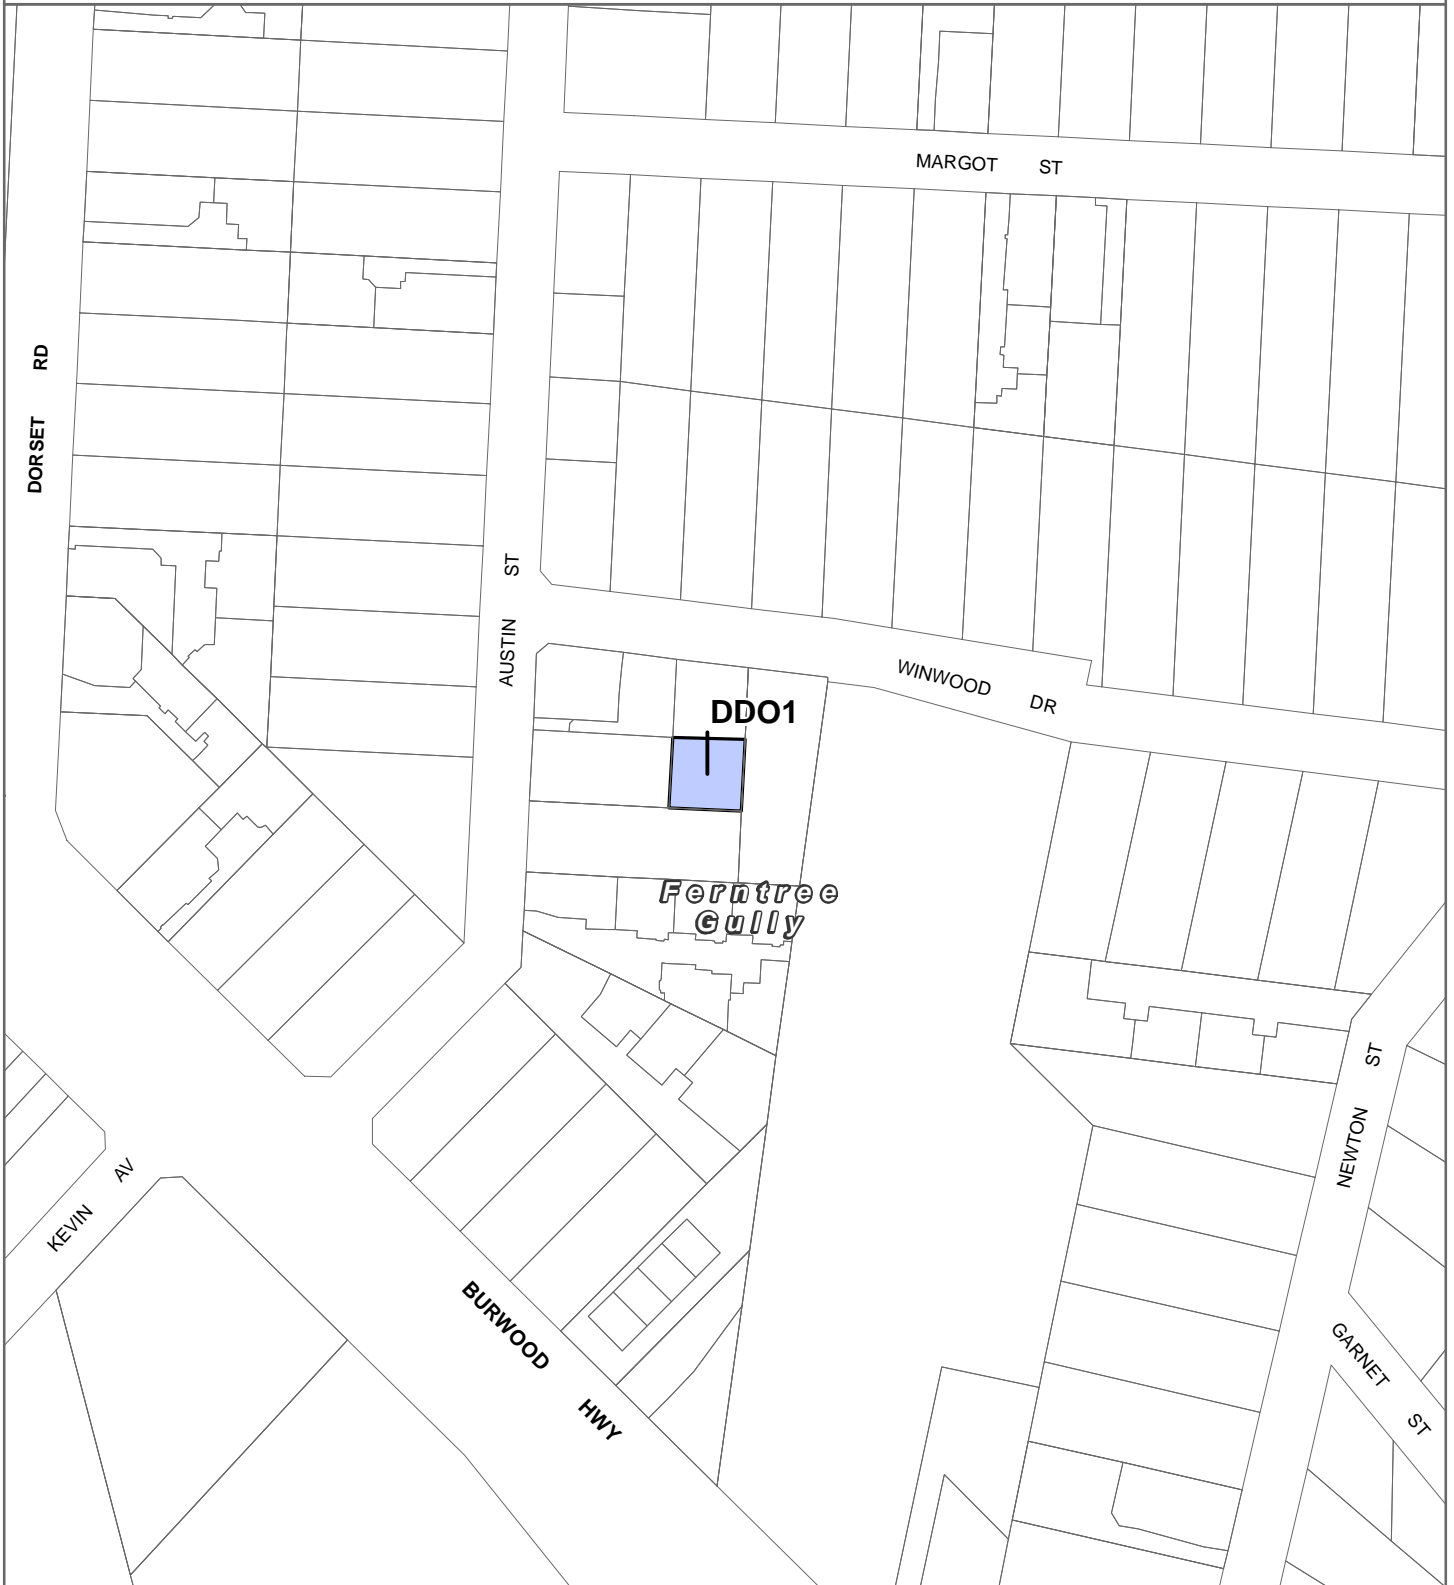 MARGOT ST
DORSET RD
AUSTIN ST
WINWOOD DR
DDO1
Ferntree
Gully
NEWTON ST
KEVIN AV
BURWOOD HWY
GARNET ST